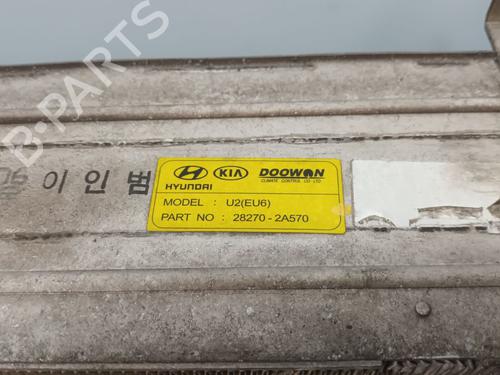 B-PARTS
이 인 범
HYUNDAI KIA DOOWON
CLIMATE CONTROL CO LTD
MODEL : U2(EU6)
PART NO : 28270 - 2A570